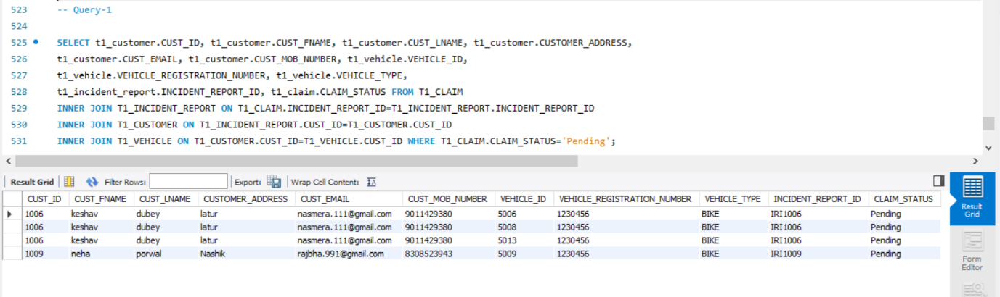 523 -- Query-1
524
525 SELECT t1_customer.CUST_ID, t1_customer.CUST_FNAME, t1_customer.CUST_LNAME, t1_customer.CUSTOMER_ADDRESS,
526 t1_customer.CUST_EMAIL, t1_customer.CUST_MOB_NUMBER, t1_vehicle.VEHICLE_ID,
527 t1_vehicle.VEHICLE_REGISTRATION_NUMBER, t1_vehicle.VEHICLE_TYPE,
528 t1_incident_report.INCIDENT_REPORT_ID, t1_claim.CLAIM_STATUS FROM T1_CLAIM
529 INNER JOIN T1_INCIDENT_REPORT ON T1_CLAIM.INCIDENT_REPORT_ID=T1_INCIDENT_REPORT.INCIDENT_REPORT_ID
530 INNER JOIN T1_CUSTOMER ON T1_INCIDENT_REPORT.CUST_ID=T1_CUSTOMER.CUST_ID
531 INNER JOIN T1_VEHICLE ON T1_CUSTOMER.CUST_ID=T1_VEHICLE.CUST_ID WHERE T1_CLAIM.CLAIM_STATUS='Pending';
Result Grid Filter Rows: Export: Wrap Cell Content:
CUST_ID CUST_FNAME CUST_LNAME CUSTOMER_ADDRESS CUST_EMAIL CUST_MOB_NUMBER VEHICLE_ID VEHICLE_REGISTRATION_NUMBER VEHICLE_TYPE INCIDENT_REPORT_ID CLAIM_STATUS
1006 keshav dubey latur nasmera.111@gmail.com 9011429380 5006 1230456 BIKE IRI1006 Pending
1006 keshav dubey latur nasmera.111@gmail.com 9011429380 5008 1230456 BIKE IRI1006 Pending
1006 keshav dubey latur nasmera.111@gmail.com 9011429380 5013 1230456 BIKE IRI1006 Pending
1009 neha porwal Nashik rajbha.991@gmail.com 8308523943 5009 1230456 BIKE IRI1009 Pending
Result
Grid
Form
Editor